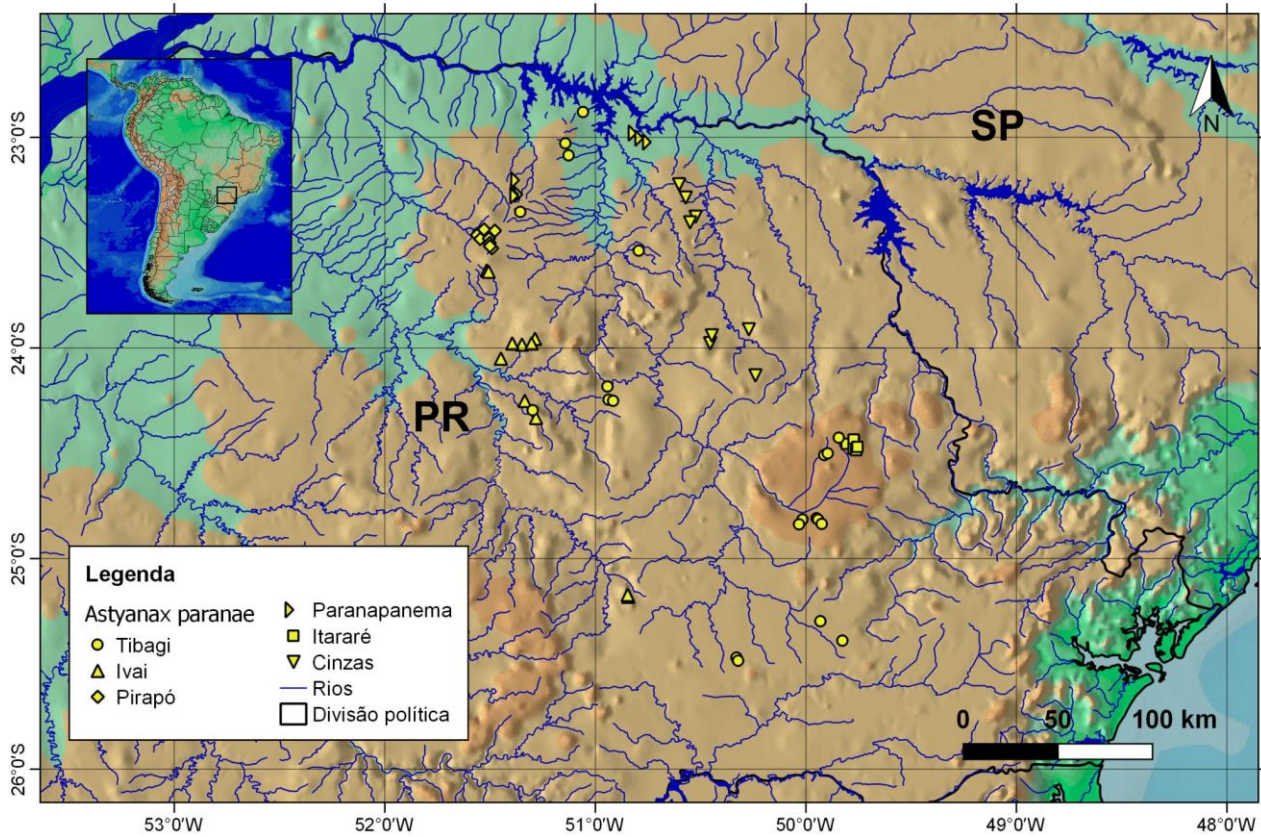 SP
N
23°0'S
24°0'S
PR
25°0'S
26°0'S
Legenda
Astyanax paranae
Tibagi
Ivai
Pirapó
Paranapanema
Itararé
Cinzas
Rios
Divisão política
0 50 100 km
53°0'W 52°0'W 51°0'W 50°0'W 49°0'W 48°0'W